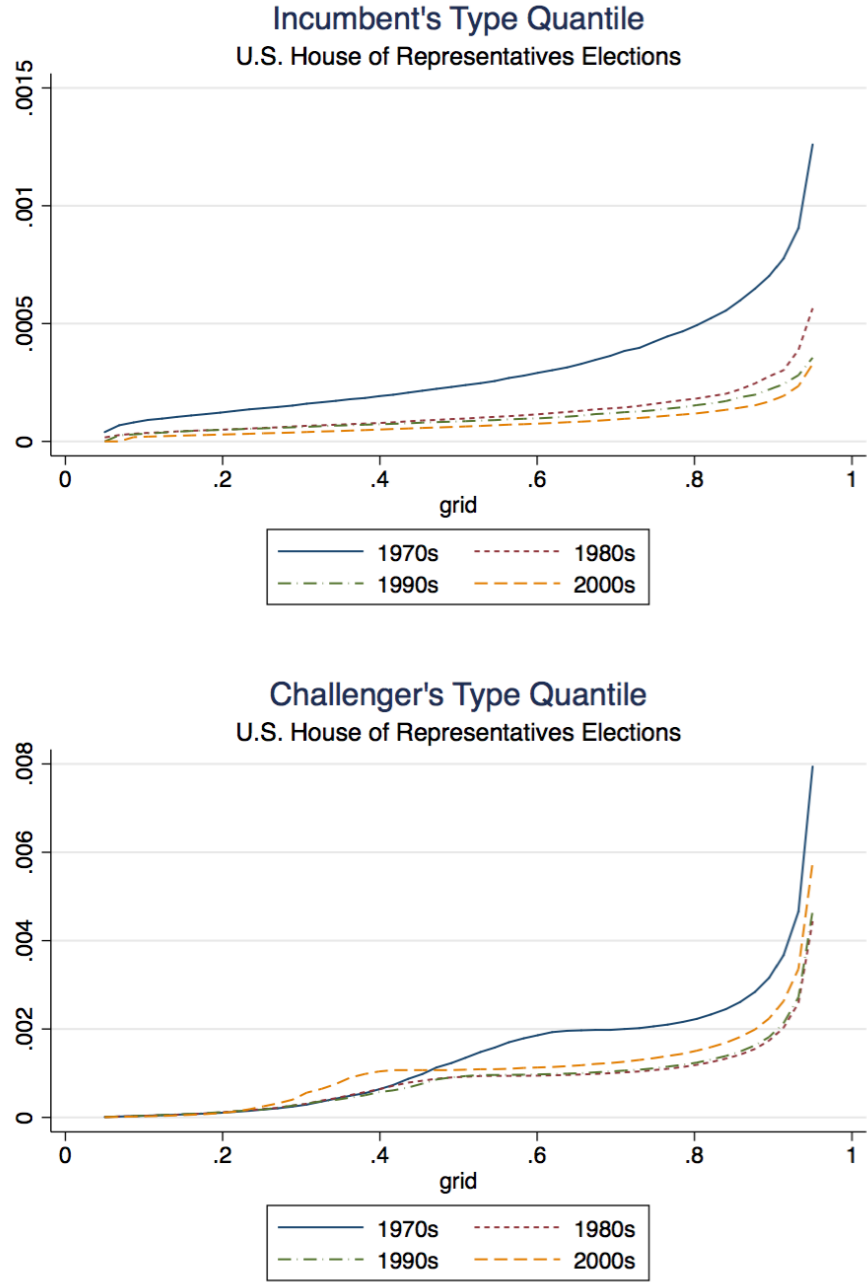 Incumbent's Type Quantile
U.S. House of Representatives Elections
.0015
.001
.0005
0
0 .2 .4 .6 .8 1
grid
1970s 1980s
1990s 2000s
Challenger's Type Quantile
U.S. House of Representatives Elections
.008
.006
.004
.002
0
0 .2 .4 .6 .8 1
grid
1970s 1980s
1990s 2000s